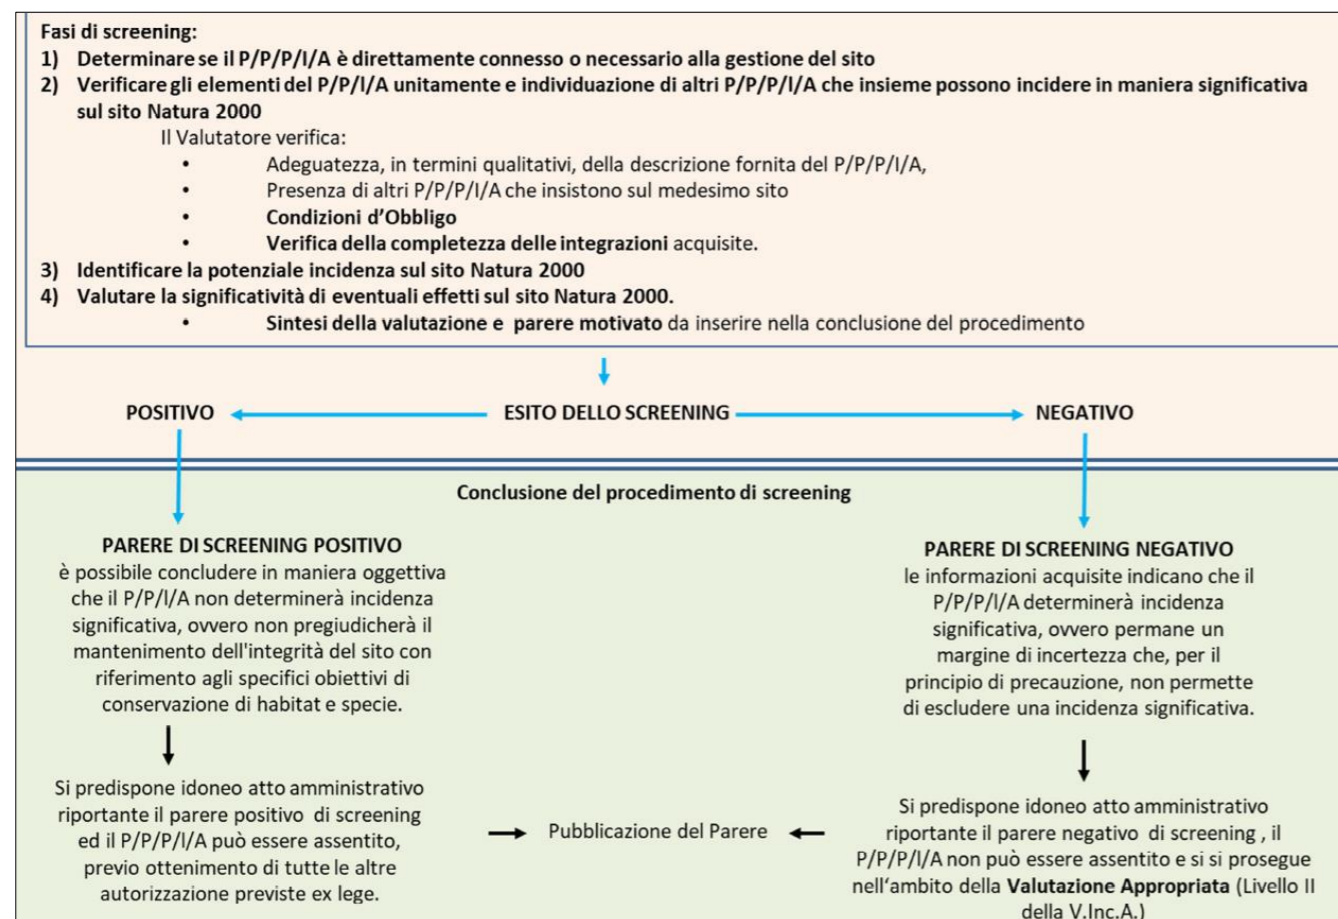 Fasi di screening:
1) Determinare se il P/P/P/I/A è direttamente connesso o necessario alla gestione del sito
2) Verificare gli elementi del P/P/I/A unitamente e individuazione di altri P/P/P/I/A che insieme possono incidere in maniera significativa
sul sito Natura 2000
Il Valutatore verifica:
• Adeguatezza, in termini qualitativi, della descrizione fornita del P/P/P/I/A,
• Presenza di altri P/P/P/I/A che insistono sul medesimo sito
• Condizioni d'Obbligo
• Verifica della completezza delle integrazioni acquisite.
3) Identificare la potenziale incidenza sul sito Natura 2000
4) Valutare la significatività di eventuali effetti sul sito Natura 2000.
• Sintesi della valutazione e parere motivato da inserire nella conclusione del procedimento
POSITIVO
ESITO DELLO SCREENING
NEGATIVO
Conclusione del procedimento di screening
PARERE DI SCREENING POSITIVO
è possibile concludere in maniera oggettiva
che il P/P/I/A non determinerà incidenza
significativa, ovvero non pregiudicherà il
mantenimento dell'integrità del sito con
riferimento agli specifici obiettivi di
conservazione di habitat e specie.
Si predispone idoneo atto amministrativo
riportante il parere positivo di screening
ed il P/P/P/I/A può essere assentito,
previo ottenimento di tutte le altre
autorizzazione previste ex lege.
Pubblicazione del Parere
PARERE DI SCREENING NEGATIVO
le informazioni acquisite indicano che il
P/P/P/I/A determinerà incidenza
significativa, ovvero permane un
margine di incertezza che, per il
principio di precauzione, non permette
di escludere una incidenza significativa.
Si predispone idoneo atto amministrativo
riportante il parere negativo di screening , il
P/P/P/I/A non può essere assentito e si si prosegue
nell'ambito della Valutazione Appropriata (Livello II
della V.Inc.A.)